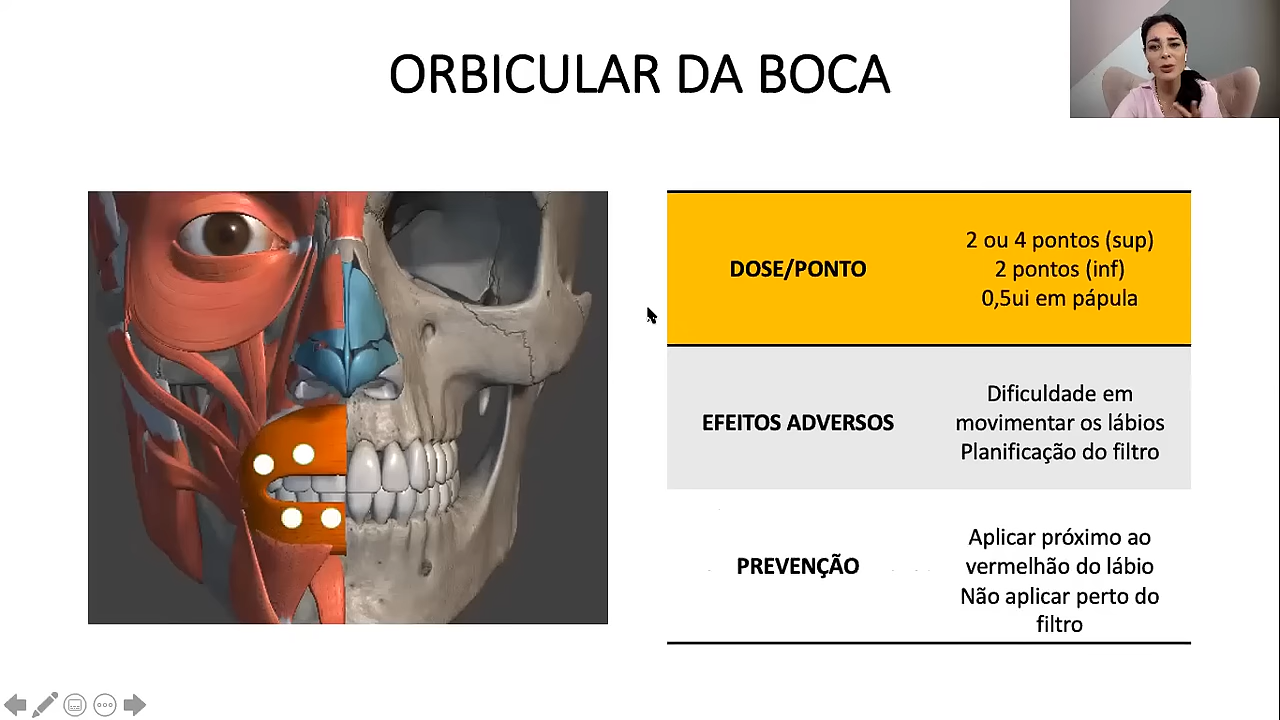 ORBICULAR DA BOCA
DOSE/PONTO
2 ou 4 pontos (sup)
2 pontos (inf)
0,5ui em pápula
EFEITOS ADVERSOS
Dificuldade em
movimentar os lábios
Planificação do filtro
PREVENÇÃO
Aplicar próximo ao
vermelhão do lábio
Não aplicar perto do
filtro